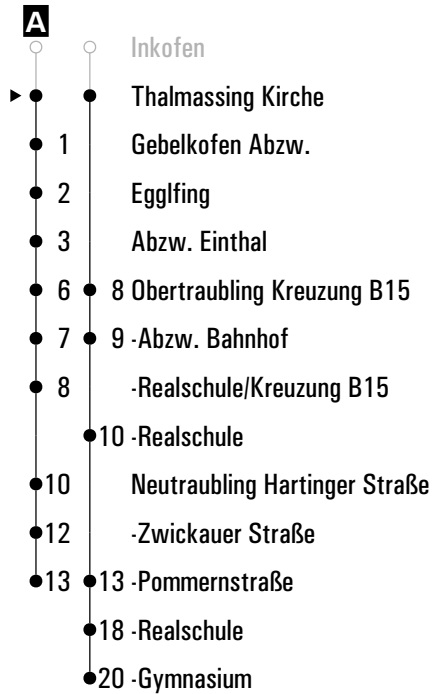 A
Inkofen
Thalmassing Kirche
1 Gebelkofen Abzw.
2 Egglfing
3 Abzw. Einthal
6 8 Obertraubling Kreuzung B15
7 9 -Abzw. Bahnhof
8 -Realschule/Kreuzung B15
10 -Realschule
10 Neutraubling Hartinger Straße
12 -Zwickauer Straße
13 13 -Pommernstraße
18 -Realschule
20 -Gymnasium